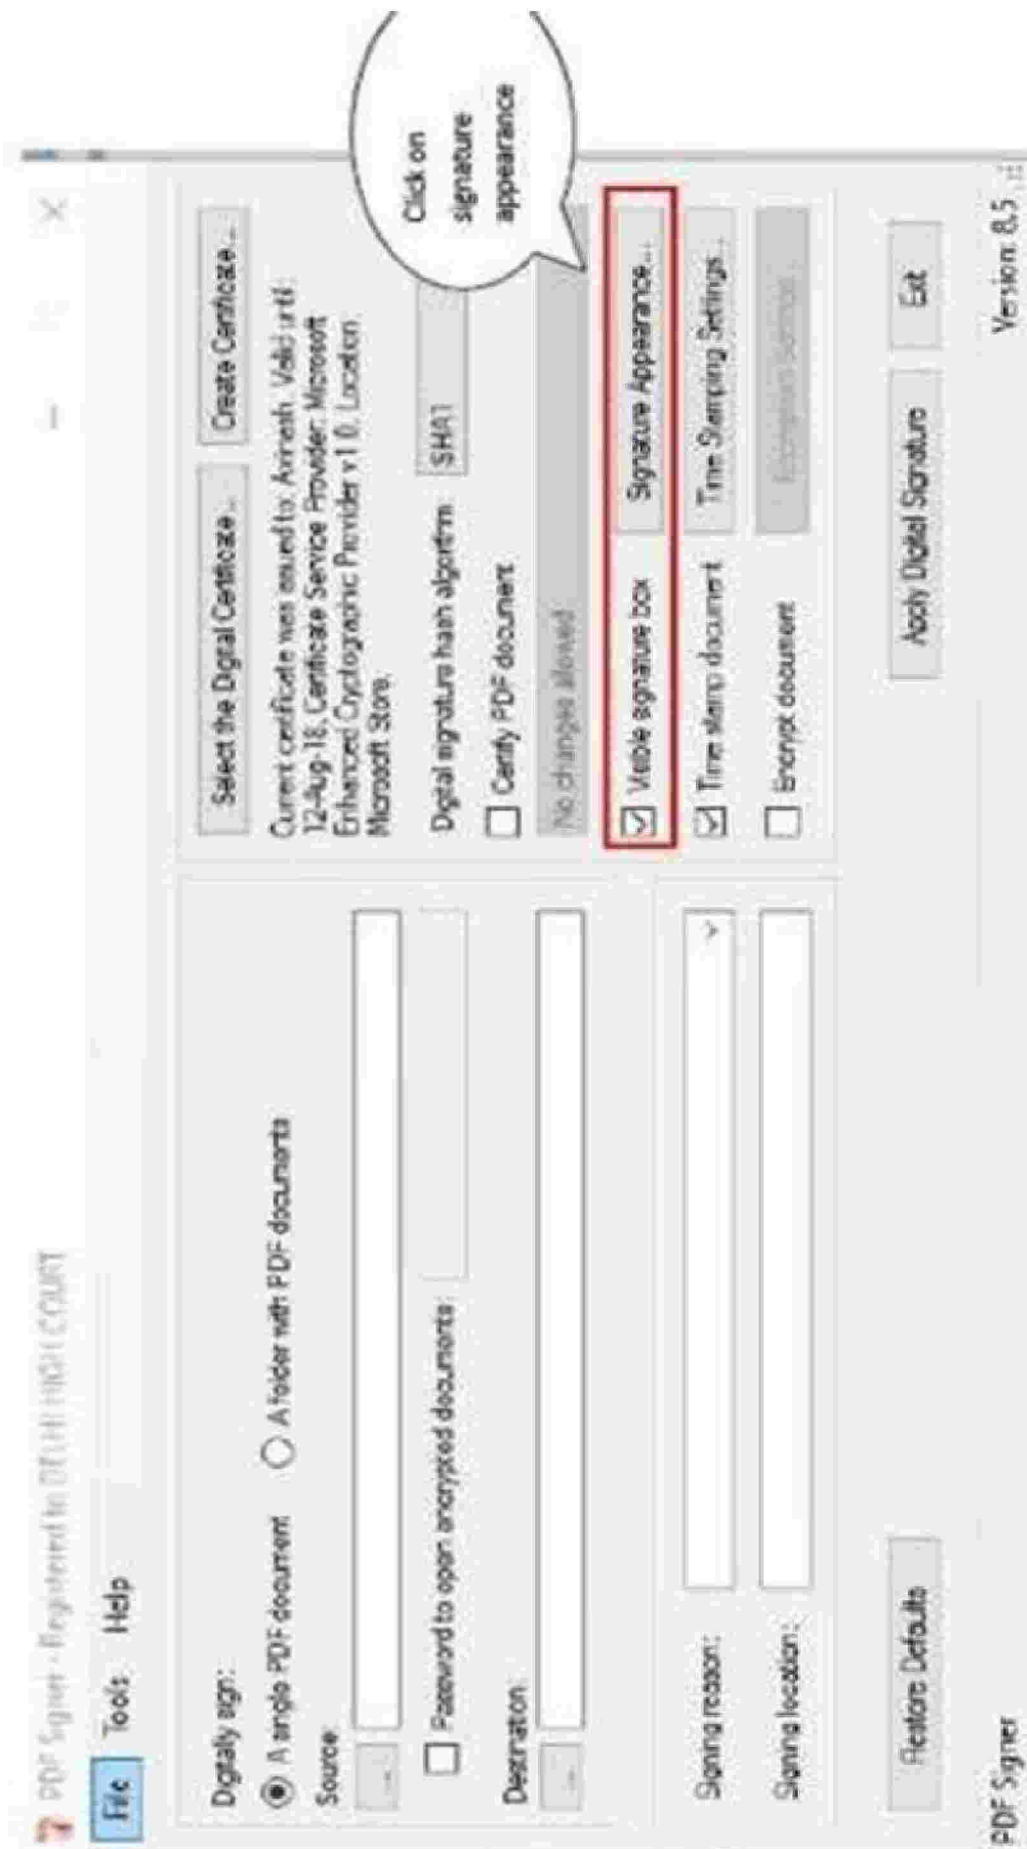 PDF Signer - Registered to DELHI HIGH COURT
File Tools Help
Digitally sign:
A single PDF document
A folder with PDF documents
Source:
...
Password to open encrypted documents:
Destination:
...
Signing reason:
Signing location:
Select the Digital Certificate...
Create Certificate...
Current certificate was issued to: Valid until:
12-Aug-18. Certificate Service Provider: Microsoft
Enhanced Cryptographic Provider v1.0. Location:
Microsoft Store.
Digital signature hash algorithm:
SHA1
Certify PDF document
No changes allowed
Visible signature box
Signature Appearance...
Time stamp document
Time Stamping Settings...
Encrypt document
Click on
signature
appearance
Restore Defaults
Apply Digital Signature
Exit
PDF Signer
Version: 8.5